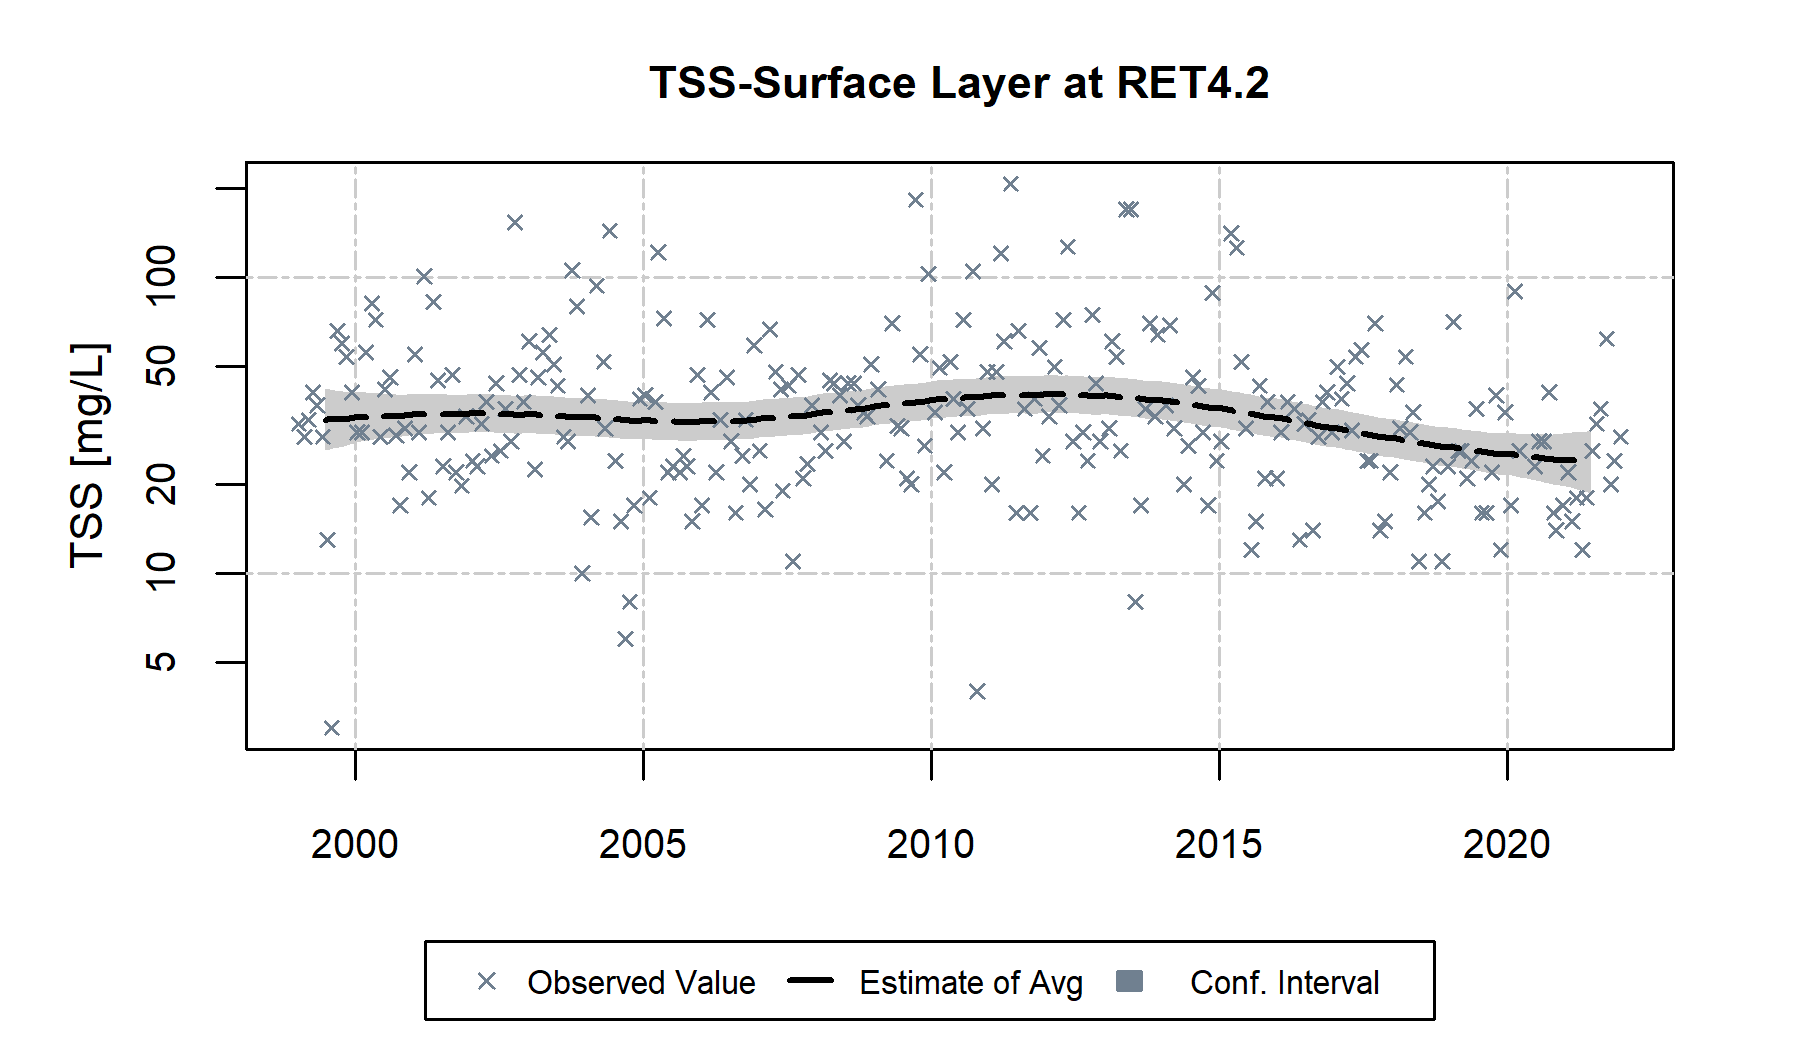 TSS-Surface Layer at RET4.2
TSS [mg/L]
100
50
20
10
5
2000 2005 2010 2015 2020
Observed Value Estimate of Avg Conf. Interval